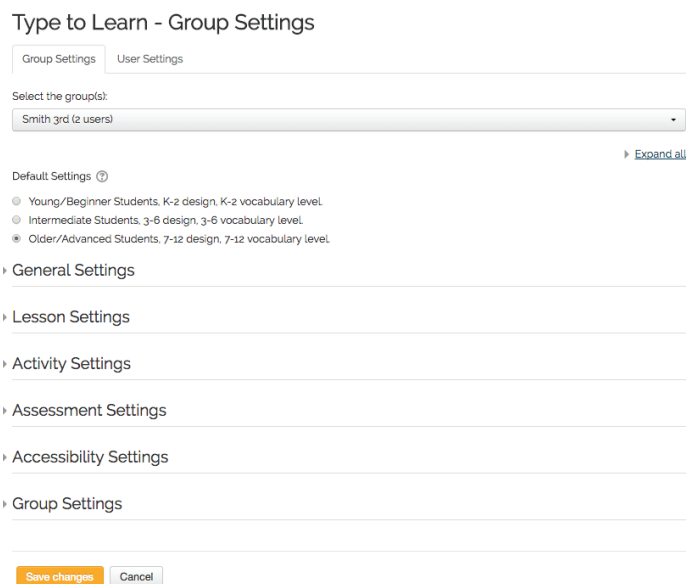 Type to Learn - Group Settings
Group Settings User Settings
Select the group(s):
Smith 3rd (2 users)
Expand all
Default Settings ?
Young/Beginner Students, K-2 design, K-2 vocabulary level.
Intermediate Students, 3-6 design, 3-6 vocabulary level.
Older/Advanced Students, 7-12 design, 7-12 vocabulary level.
General Settings
Lesson Settings
Activity Settings
Assessment Settings
Accessibility Settings
Group Settings
Save changes Cancel